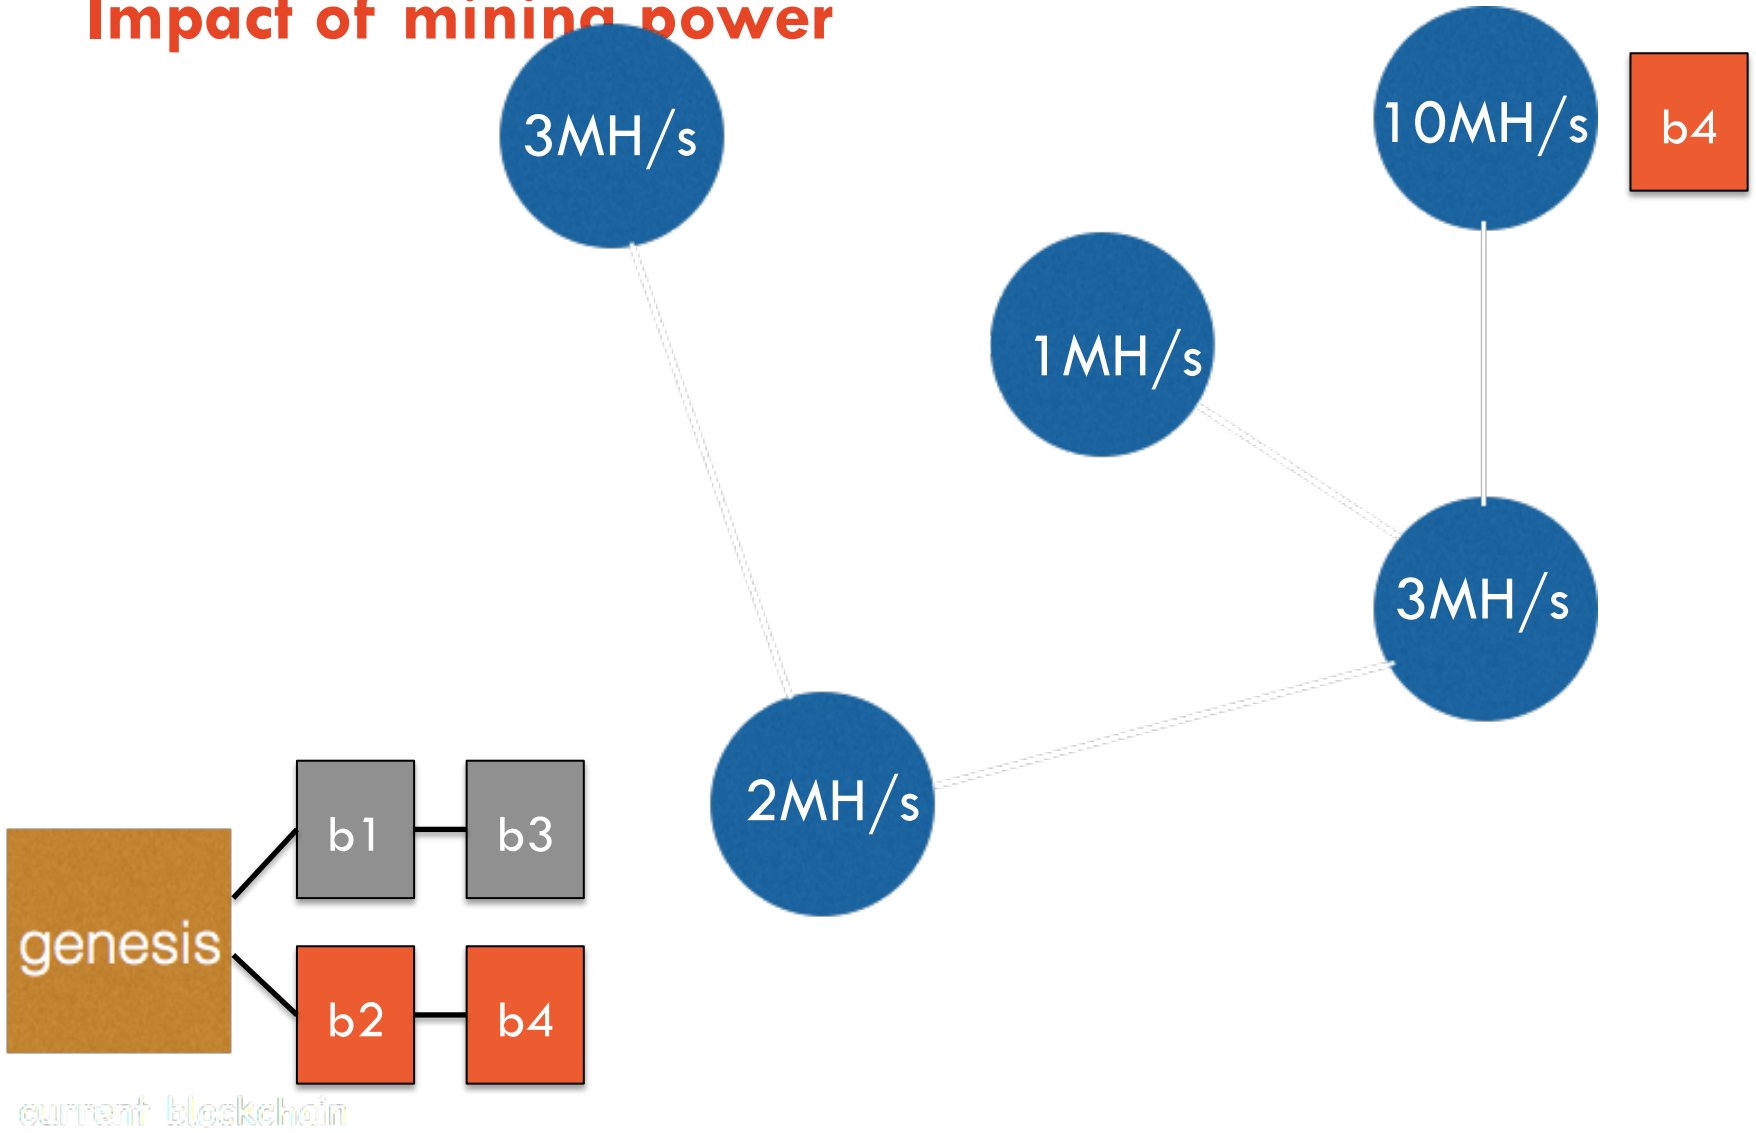 Impact of mining power
3MH/s
10MH/s
b4
1MH/s
3MH/s
2MH/s
b1
b3
genesis
b2
b4
current blockchain